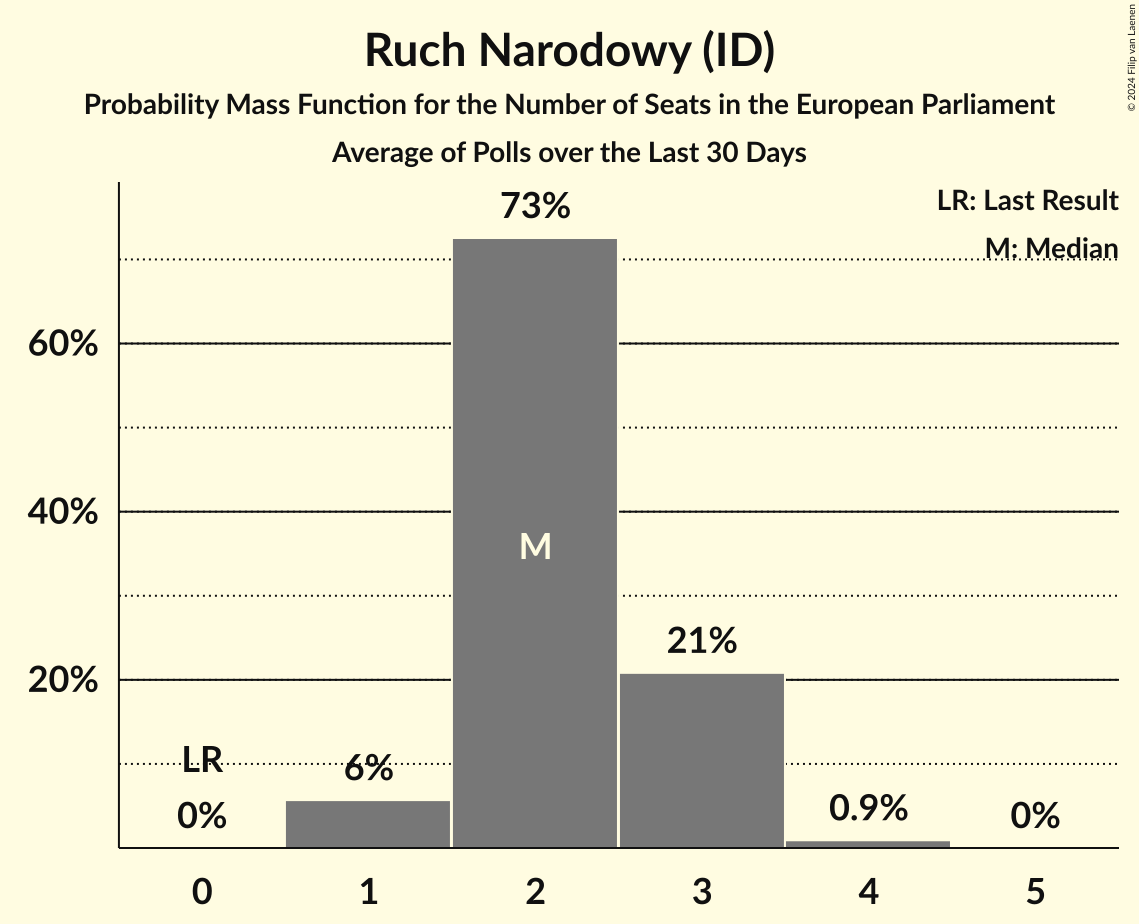 Ruch Narodowy (ID)
Probability Mass Function for the Number of Seats in the European Parliament
Average of Polls over the Last 30 Days
© 2024 Filip van Laenen
LR: Last Result
M: Median
73%
60%
40%
M
21%
20%
LR
6%
0%
0.9%
0%
0 1 2 3 4 5